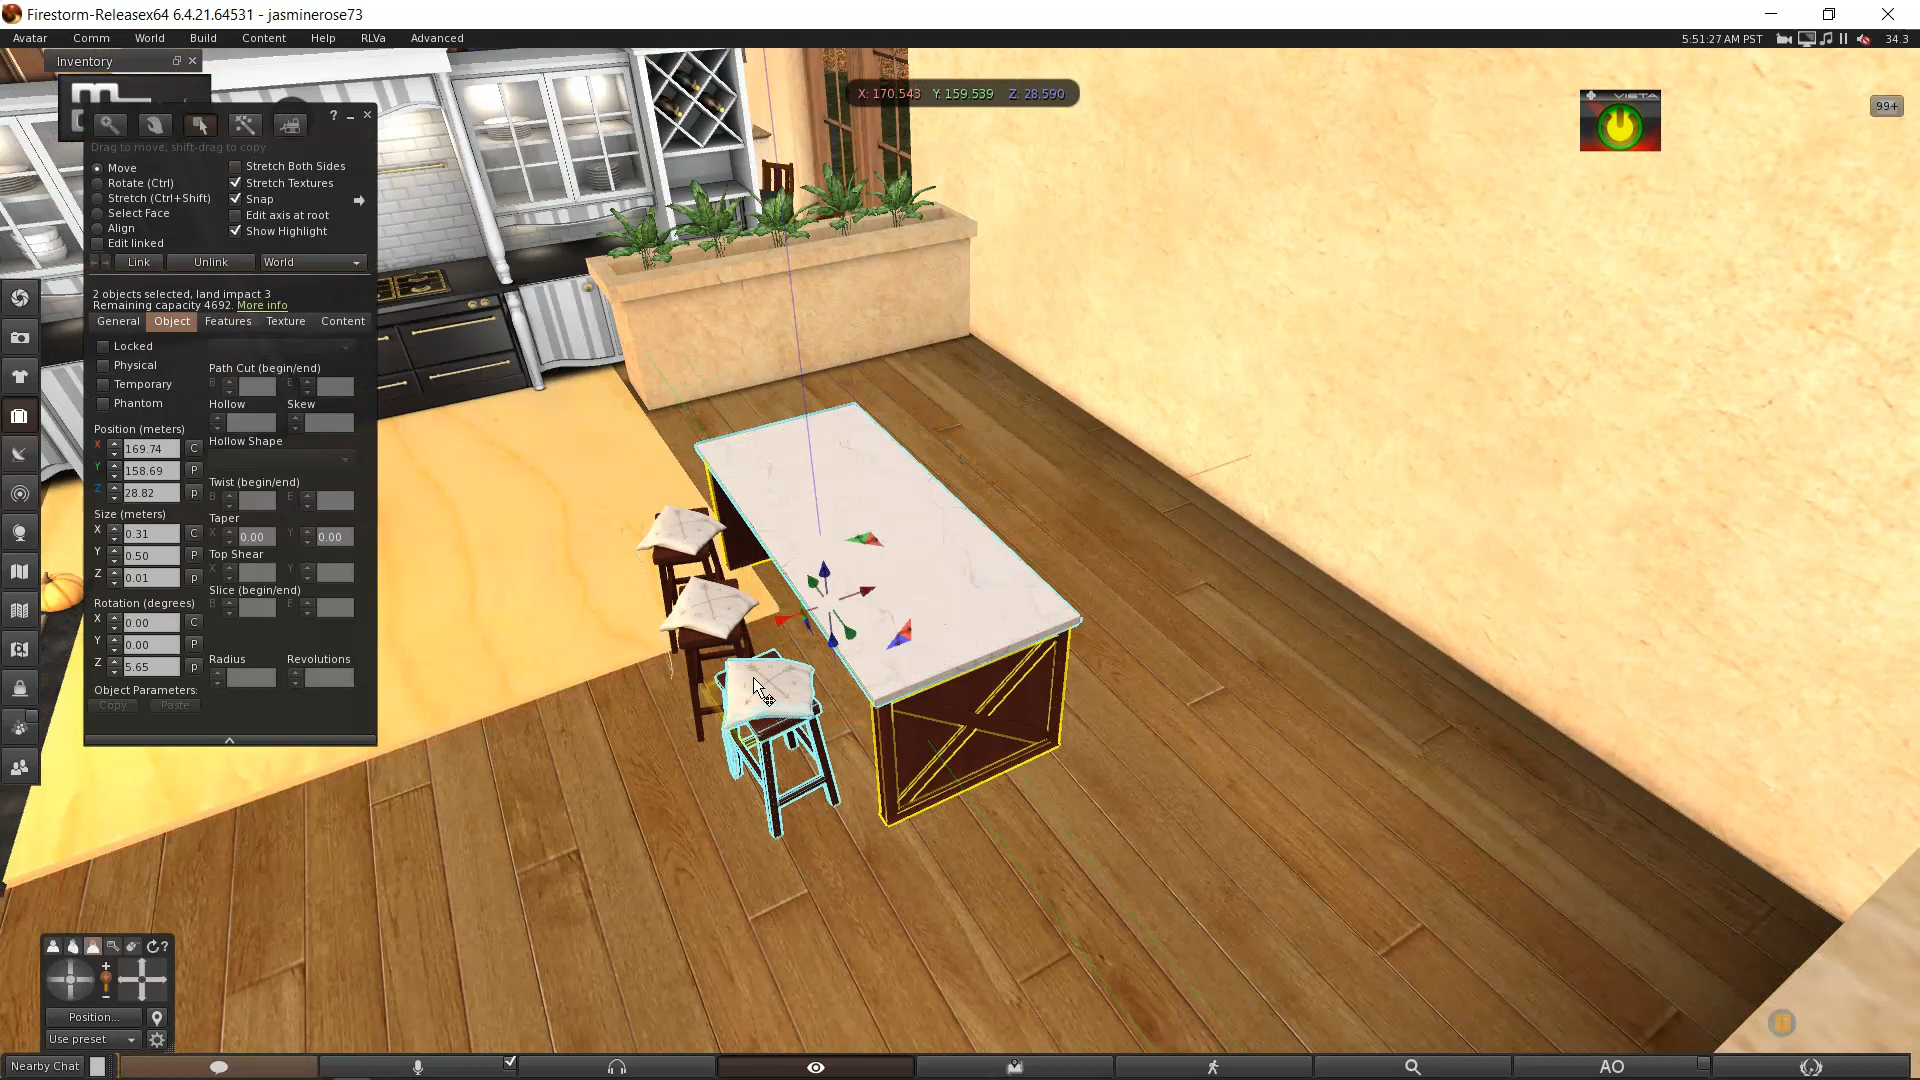 Firestorm-Releasex64 6.4.21.64531 - jasminerose73
Avatar Comm World Build Content Help RLVa Advanced
5:51:27 AM PST
34.3
Inventory
X: 170.543 Y: 159.539 Z: 28.590
VISTA
99+
?
Drag to move, shift-drag to copy
Move
Stretch Both Sides
Rotate (Ctrl)
Stretch Textures
Stretch (Ctrl+Shift)
Snap
Select Face
Edit axis at root
Align
Show Highlight
Edit linked
Link Unlink World
2 objects selected, land impact 3
Remaining capacity 4692. More info
General Object Features Texture Content
Locked
Physical
Path Cut (begin/end)
Temporary
B E
Phantom
Hollow Skew
Position (meters)
Hollow Shape
X 169.74 C
Y 158.69 P
Z 28.82 p
Twist (begin/end)
B E
Size (meters)
Taper
X 0.31 C
X 0.00 Y 0.00
Y 0.50 P
Top Shear
Z 0.01 p
X Y
Rotation (degrees)
Slice (begin/end)
B E
X 0.00 C
Y 0.00 P
Z 5.65 p
Radius Revolutions
Object Parameters:
Copy Paste
?
Position...
Use preset
Nearby Chat
AO